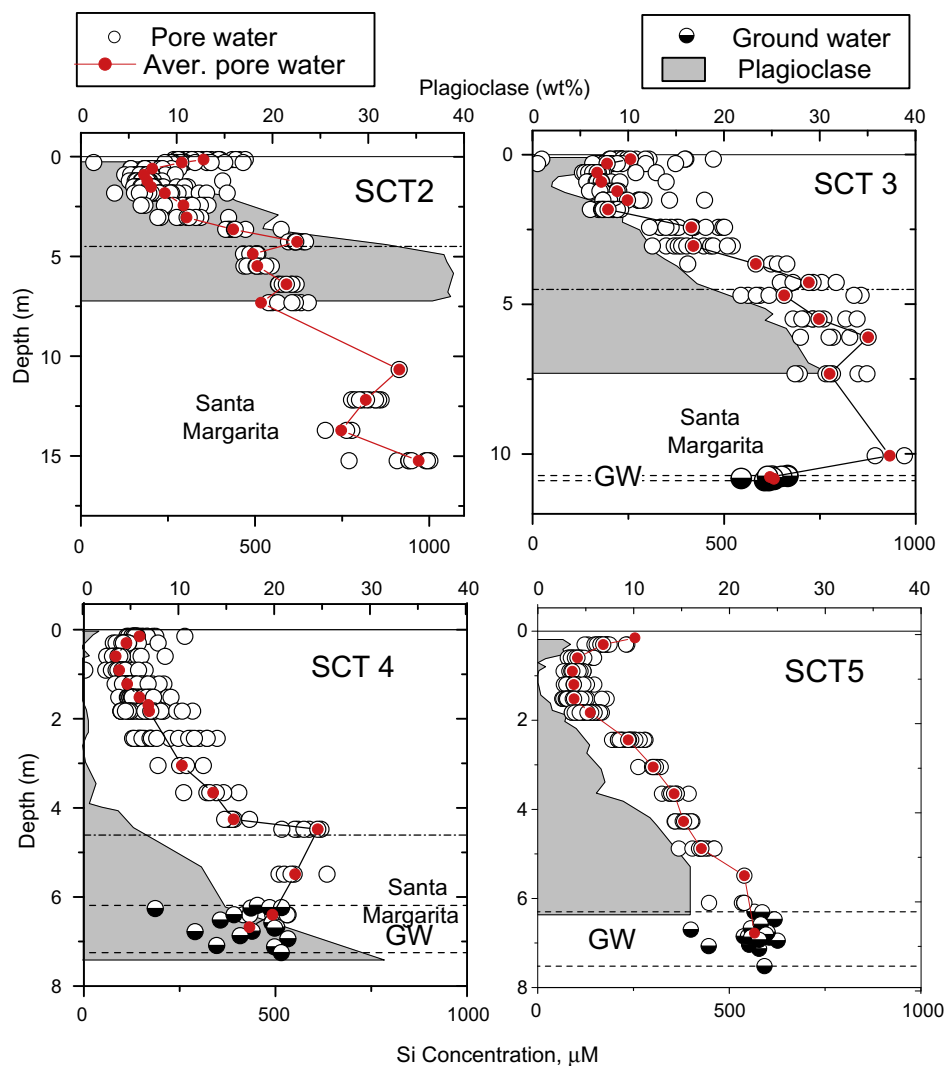 Pore water
Aver. pore water
Ground water
Plagioclase
Plagioclase (wt%)
0 10 20 30 40
0 10 20 30 40
0
5
10
15
Depth (m)
SCT2
Santa
Margarita
0 500 1000
0
5
10
SCT 3
Santa
Margarita
GW
0 500 1000
0 10 20 30 40
0 10 20 30 40
0
2
4
6
8
Depth (m)
SCT 4
Santa
Margarita
GW
0 500 1000
0
2
4
6
8
SCT5
GW
0 500 1000
Si Concentration, μM